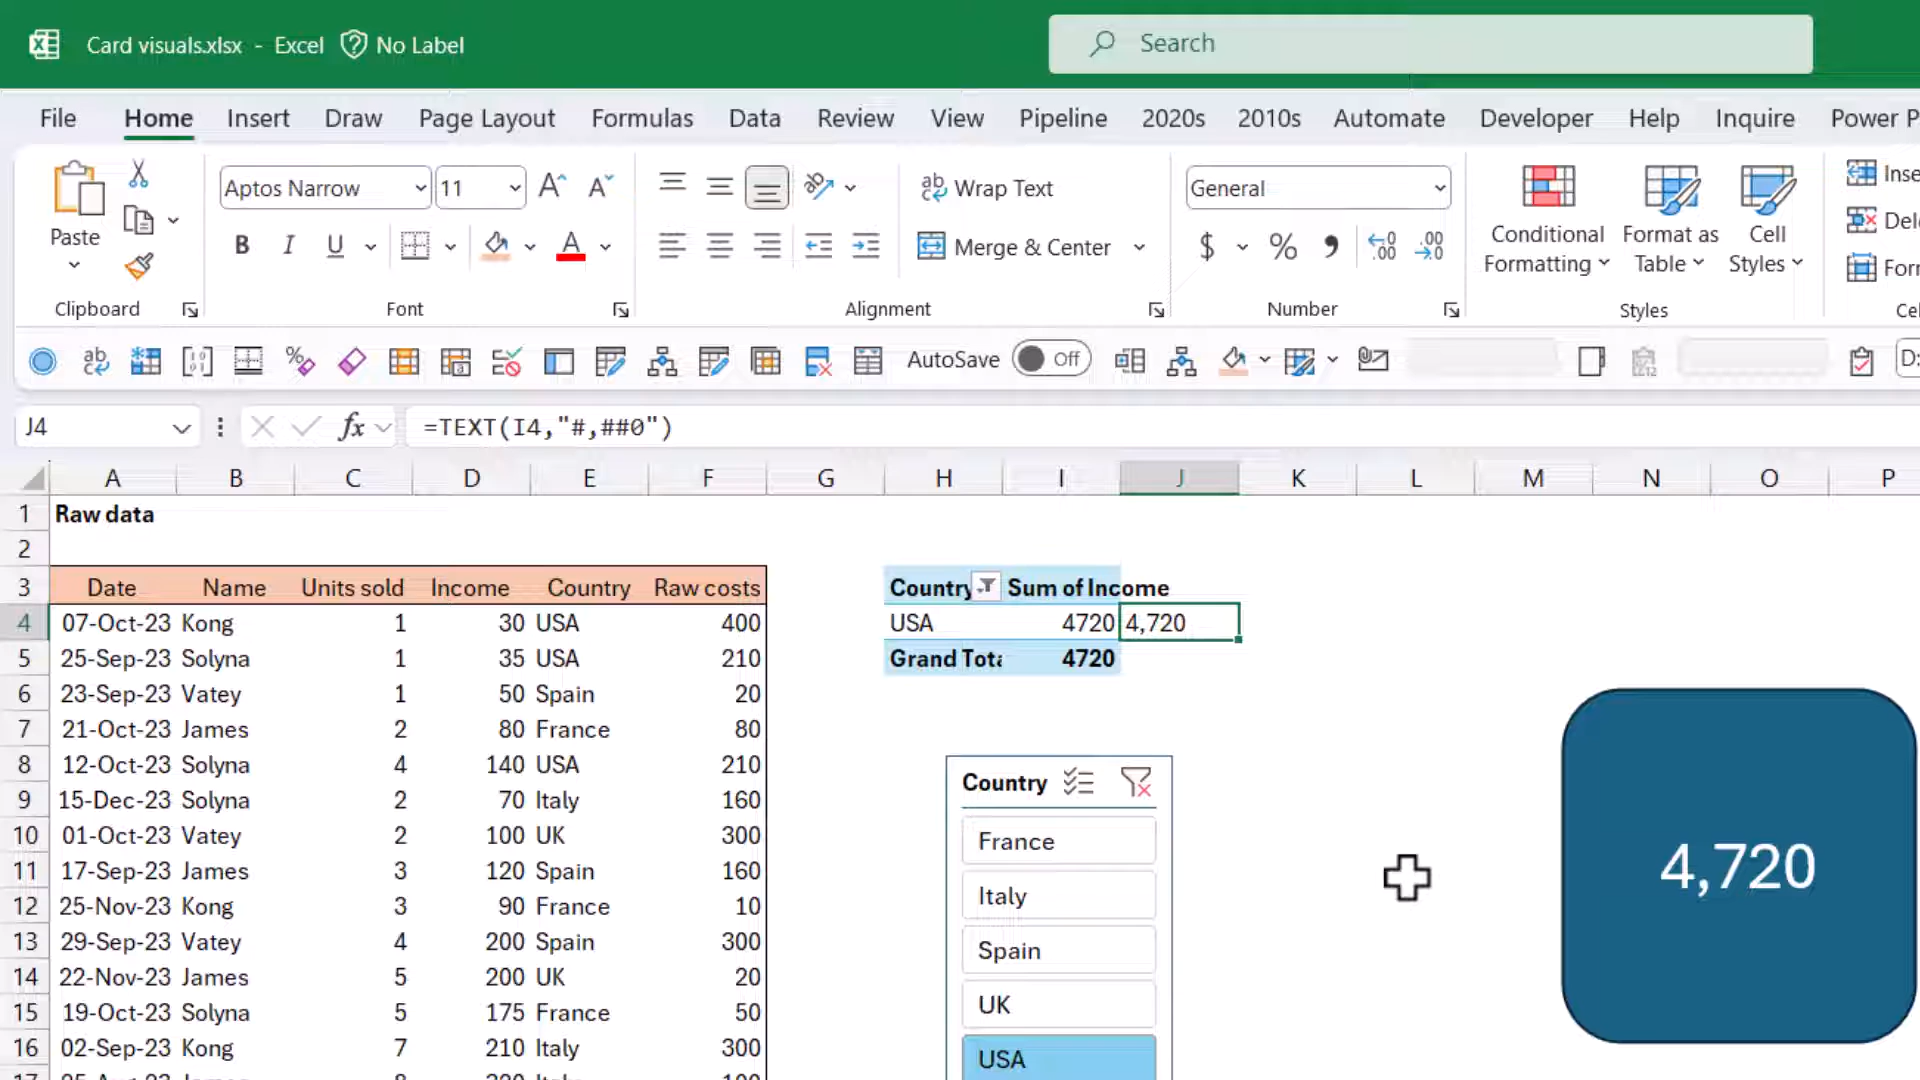 Card visuals.xlsx - Excel No Label
Search
File Home Insert Draw Page Layout Formulas Data Review View Pipeline 2020s 2010s Automate Developer Help Inquire Power P
Aptos Narrow 11 Wrap Text General
Paste Conditional Format as Cell
Merge & Center Formatting Table Styles
Clipboard Font Alignment Number Styles
AutoSave Off
J4 fx =TEXT(I4,"#,##0")
A B C D E F G H I J K L M N O P
1 Raw data
2
3 Date Name Units sold Income Country Raw costs Country Sum of Income
4 07-Oct-23 Kong 1 30 USA 400 USA 4720 4,720
5 25-Sep-23 Solyna 1 35 USA 210 Grand Tota 4720
6 23-Sep-23 Vatey 1 50 Spain 20
7 21-Oct-23 James 2 80 France 80
8 12-Oct-23 Solyna 4 140 USA 210
9 15-Dec-23 Solyna 2 70 Italy 160
10 01-Oct-23 Vatey 2 100 UK 300
11 17-Sep-23 James 3 120 Spain 160
12 25-Nov-23 Kong 3 90 France 10
13 29-Sep-23 Vatey 4 200 Spain 300
14 22-Nov-23 James 5 200 UK 20
15 19-Oct-23 Solyna 5 175 France 50
16 02-Sep-23 Kong 7 210 Italy 300
Country
France
Italy
Spain
UK
USA
4,720